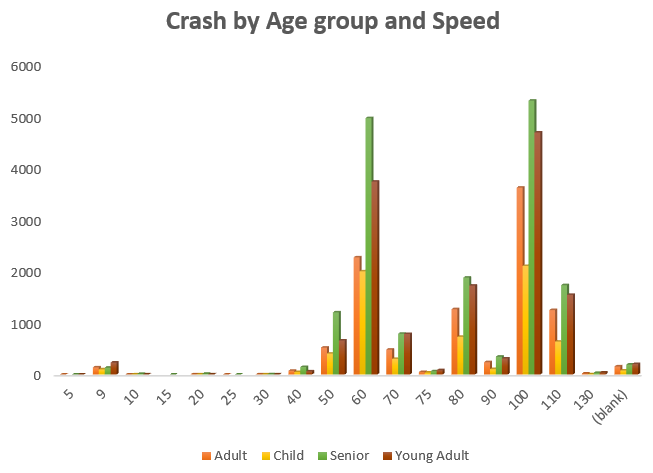 Crash by Age group and Speed
6000
5000
4000
3000
2000
1000
0
5 9 10 15 20 25 30 40 50 60 70 75 80 90 100 110 130 (blank)
Adult Child Senior Young Adult